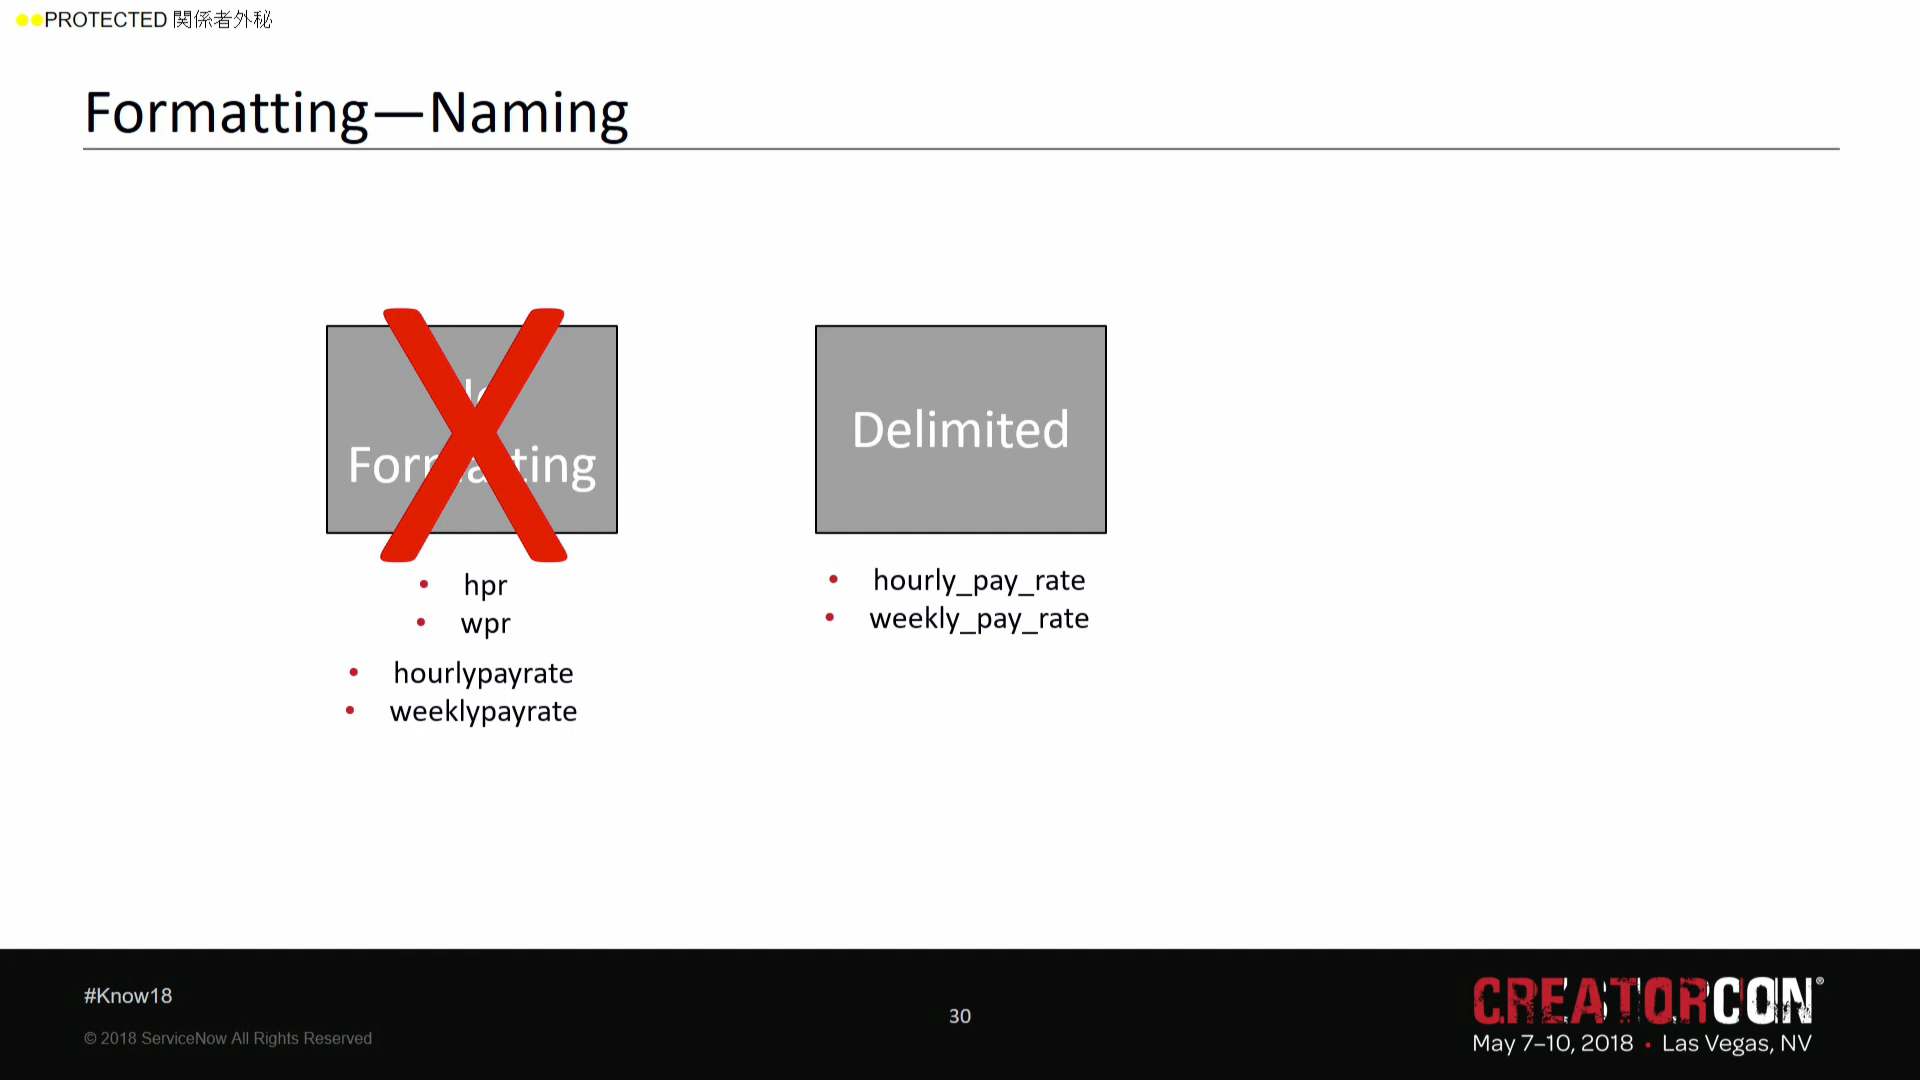 PROTECTED 関係者外秘
Formatting—Naming
Delimited
• hpr
• wpr
• hourlypayrate
• weeklypayrate
• hourly_pay_rate
• weekly_pay_rate
#Know18
© 2018 ServiceNow All Rights Reserved
30
CREATORCON®
May 7–10, 2018 • Las Vegas, NV